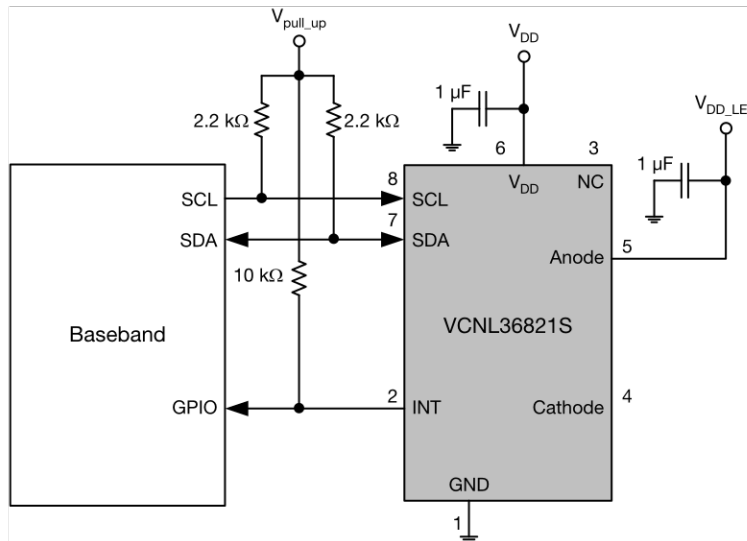 Vpull_up
VDD
1 µF
VDD_LE
2.2 kΩ
2.2 kΩ
6
3
1 µF
8
VDD
NC
SCL
SCL
7
SDA
SDA
5
Anode
10 kΩ
VCNL36821S
Baseband
2
4
GPIO
INT
Cathode
GND
1